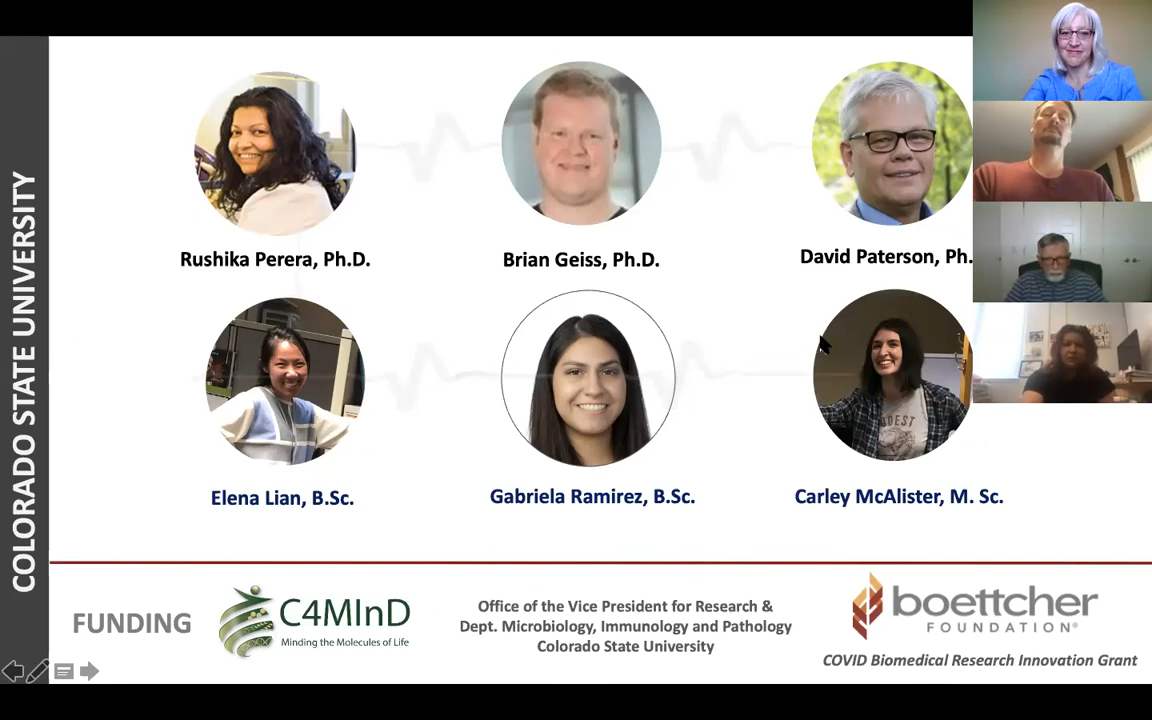 COLORADO STATE UNIVERSITY
Rushika Perera, Ph.D.
Brian Geiss, Ph.D.
David Paterson, Ph.
Elena Lian, B.Sc.
Gabriela Ramirez, B.Sc.
Carley McAlister, M. Sc.
FUNDING
C4MInD
Minding the Molecules of Life
Office of the Vice President for Research &
Dept. Microbiology, Immunology and Pathology
Colorado State University
boettcher
FOUNDATION®
COVID Biomedical Research Innovation Grant